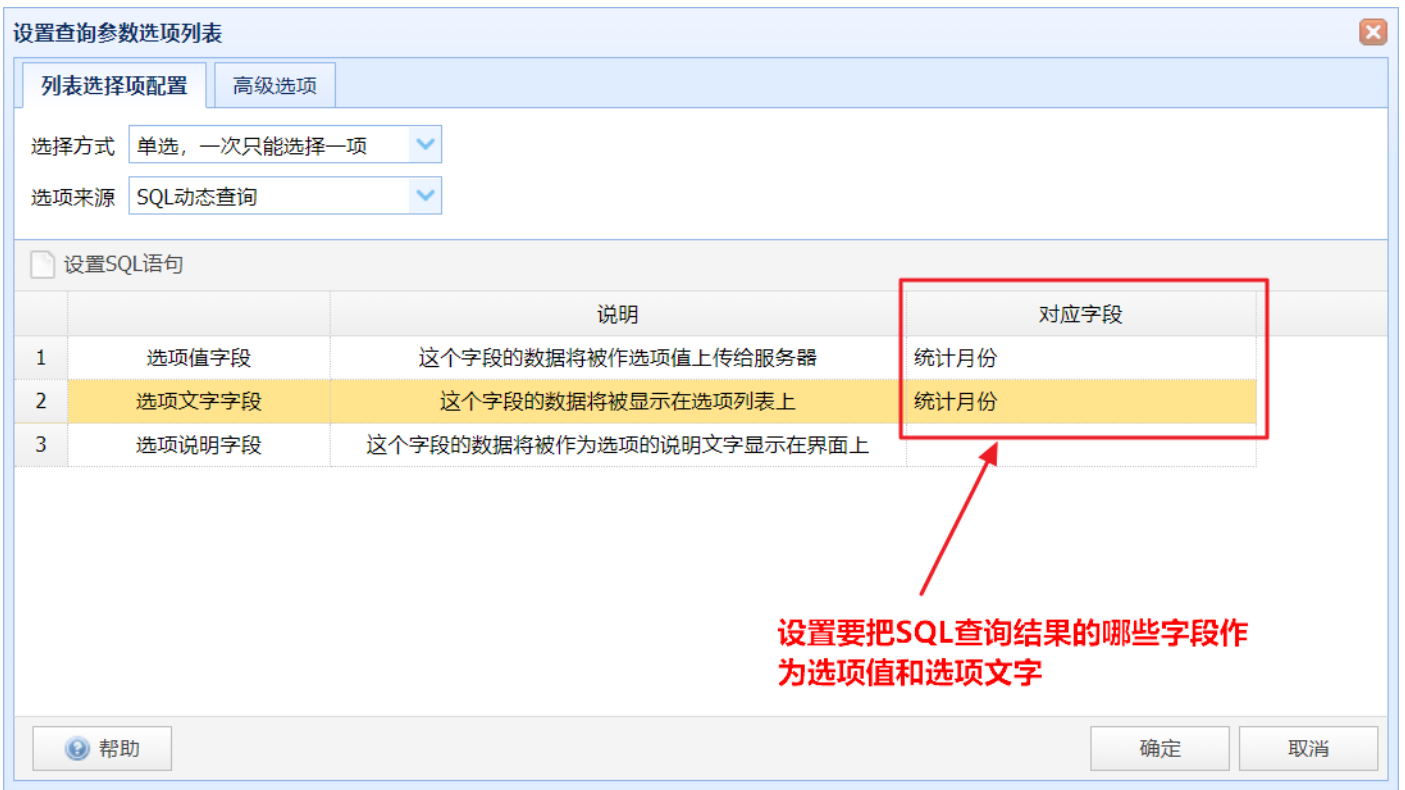 设置查询参数选项列表
列表选择项配置 高级选项
选择方式 单选，一次只能选择一项
选项来源 SQL动态查询
设置SQL语句
说明 对应字段
1 选项值字段 这个字段的数据将被作选项值上传给服务器 统计月份
2 选项文字字段 这个字段的数据将被显示在选项列表上 统计月份
3 选项说明字段 这个字段的数据将被作为选项的说明文字显示在界面上
设置要把SQL查询结果的哪些字段作
为选项值和选项文字
帮助 确定 取消